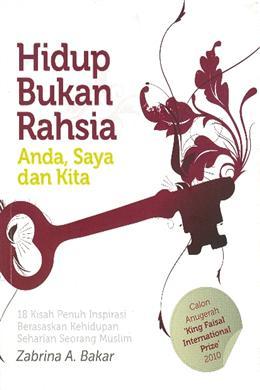 Hidup
Bukan
Rahsia
Anda, Saya
dan Kita
18 Kisah Penuh Inspirasi
Berasaskan Kehidupan
Seharian Seorang Muslim
Zabrina A. Bakar
Calon
Anugerah
'King Faisal
International
Prize'
2010